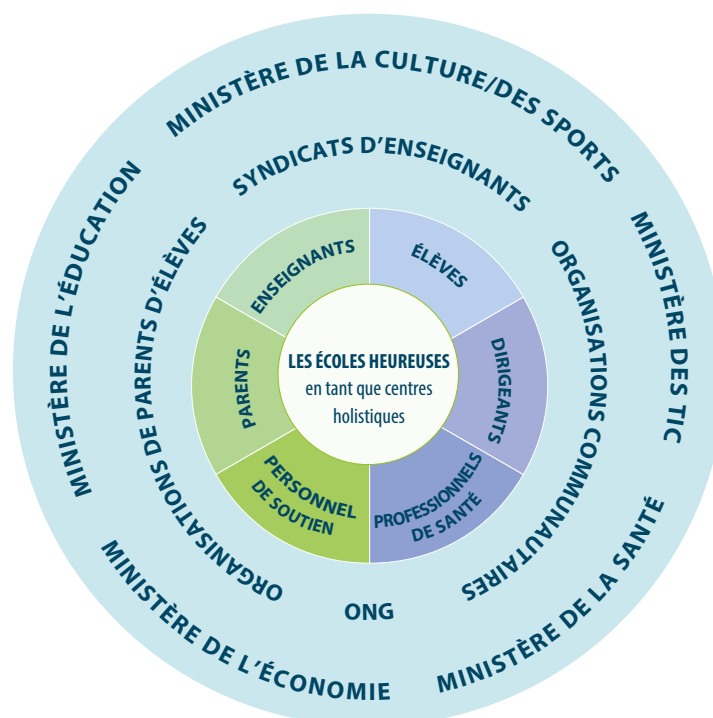 MINISTÈRE DE LA CULTURE/DES SPORTS
MINISTÈRE DES TIC
MINISTÈRE DE LA SANTÉ
MINISTÈRE DE L'ÉCONOMIE
MINISTÈRE DE L'ÉDUCATION
SYNDICATS D'ENSEIGNANTS
ORGANISATIONS COMMUNAUTAIRES
ONG
ORGANISATIONS DE PARENTS D'ÉLÈVES
ENSEIGNANTS
ÉLÈVES
DIRIGEANTS
PROFESSIONNELS
DE SANTÉ
PERSONNEL
DE SOUTIEN
PARENTS
LES ÉCOLES HEUREUSES
en tant que centres
holistiques